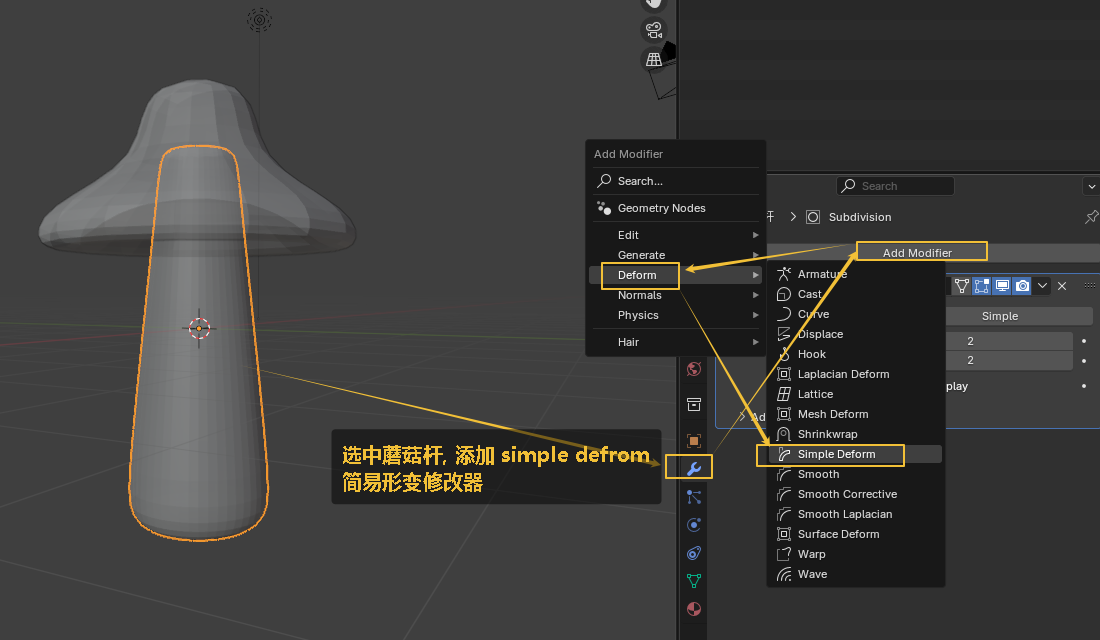 Add Modifier
Search...
Geometry Nodes
Edit
Generate
Deform
Normals
Physics
Hair
Search
Subdivision
Add Modifier
Armature
Cast
Curve
Displace
Hook
Laplacian Deform
Lattice
Mesh Deform
Shrinkwrap
Simple Deform
Smooth
Smooth Corrective
Smooth Laplacian
Surface Deform
Warp
Wave
Simple
2
2
play
Ad
选中蘑菇杆, 添加 simple defrom
简易形变修改器